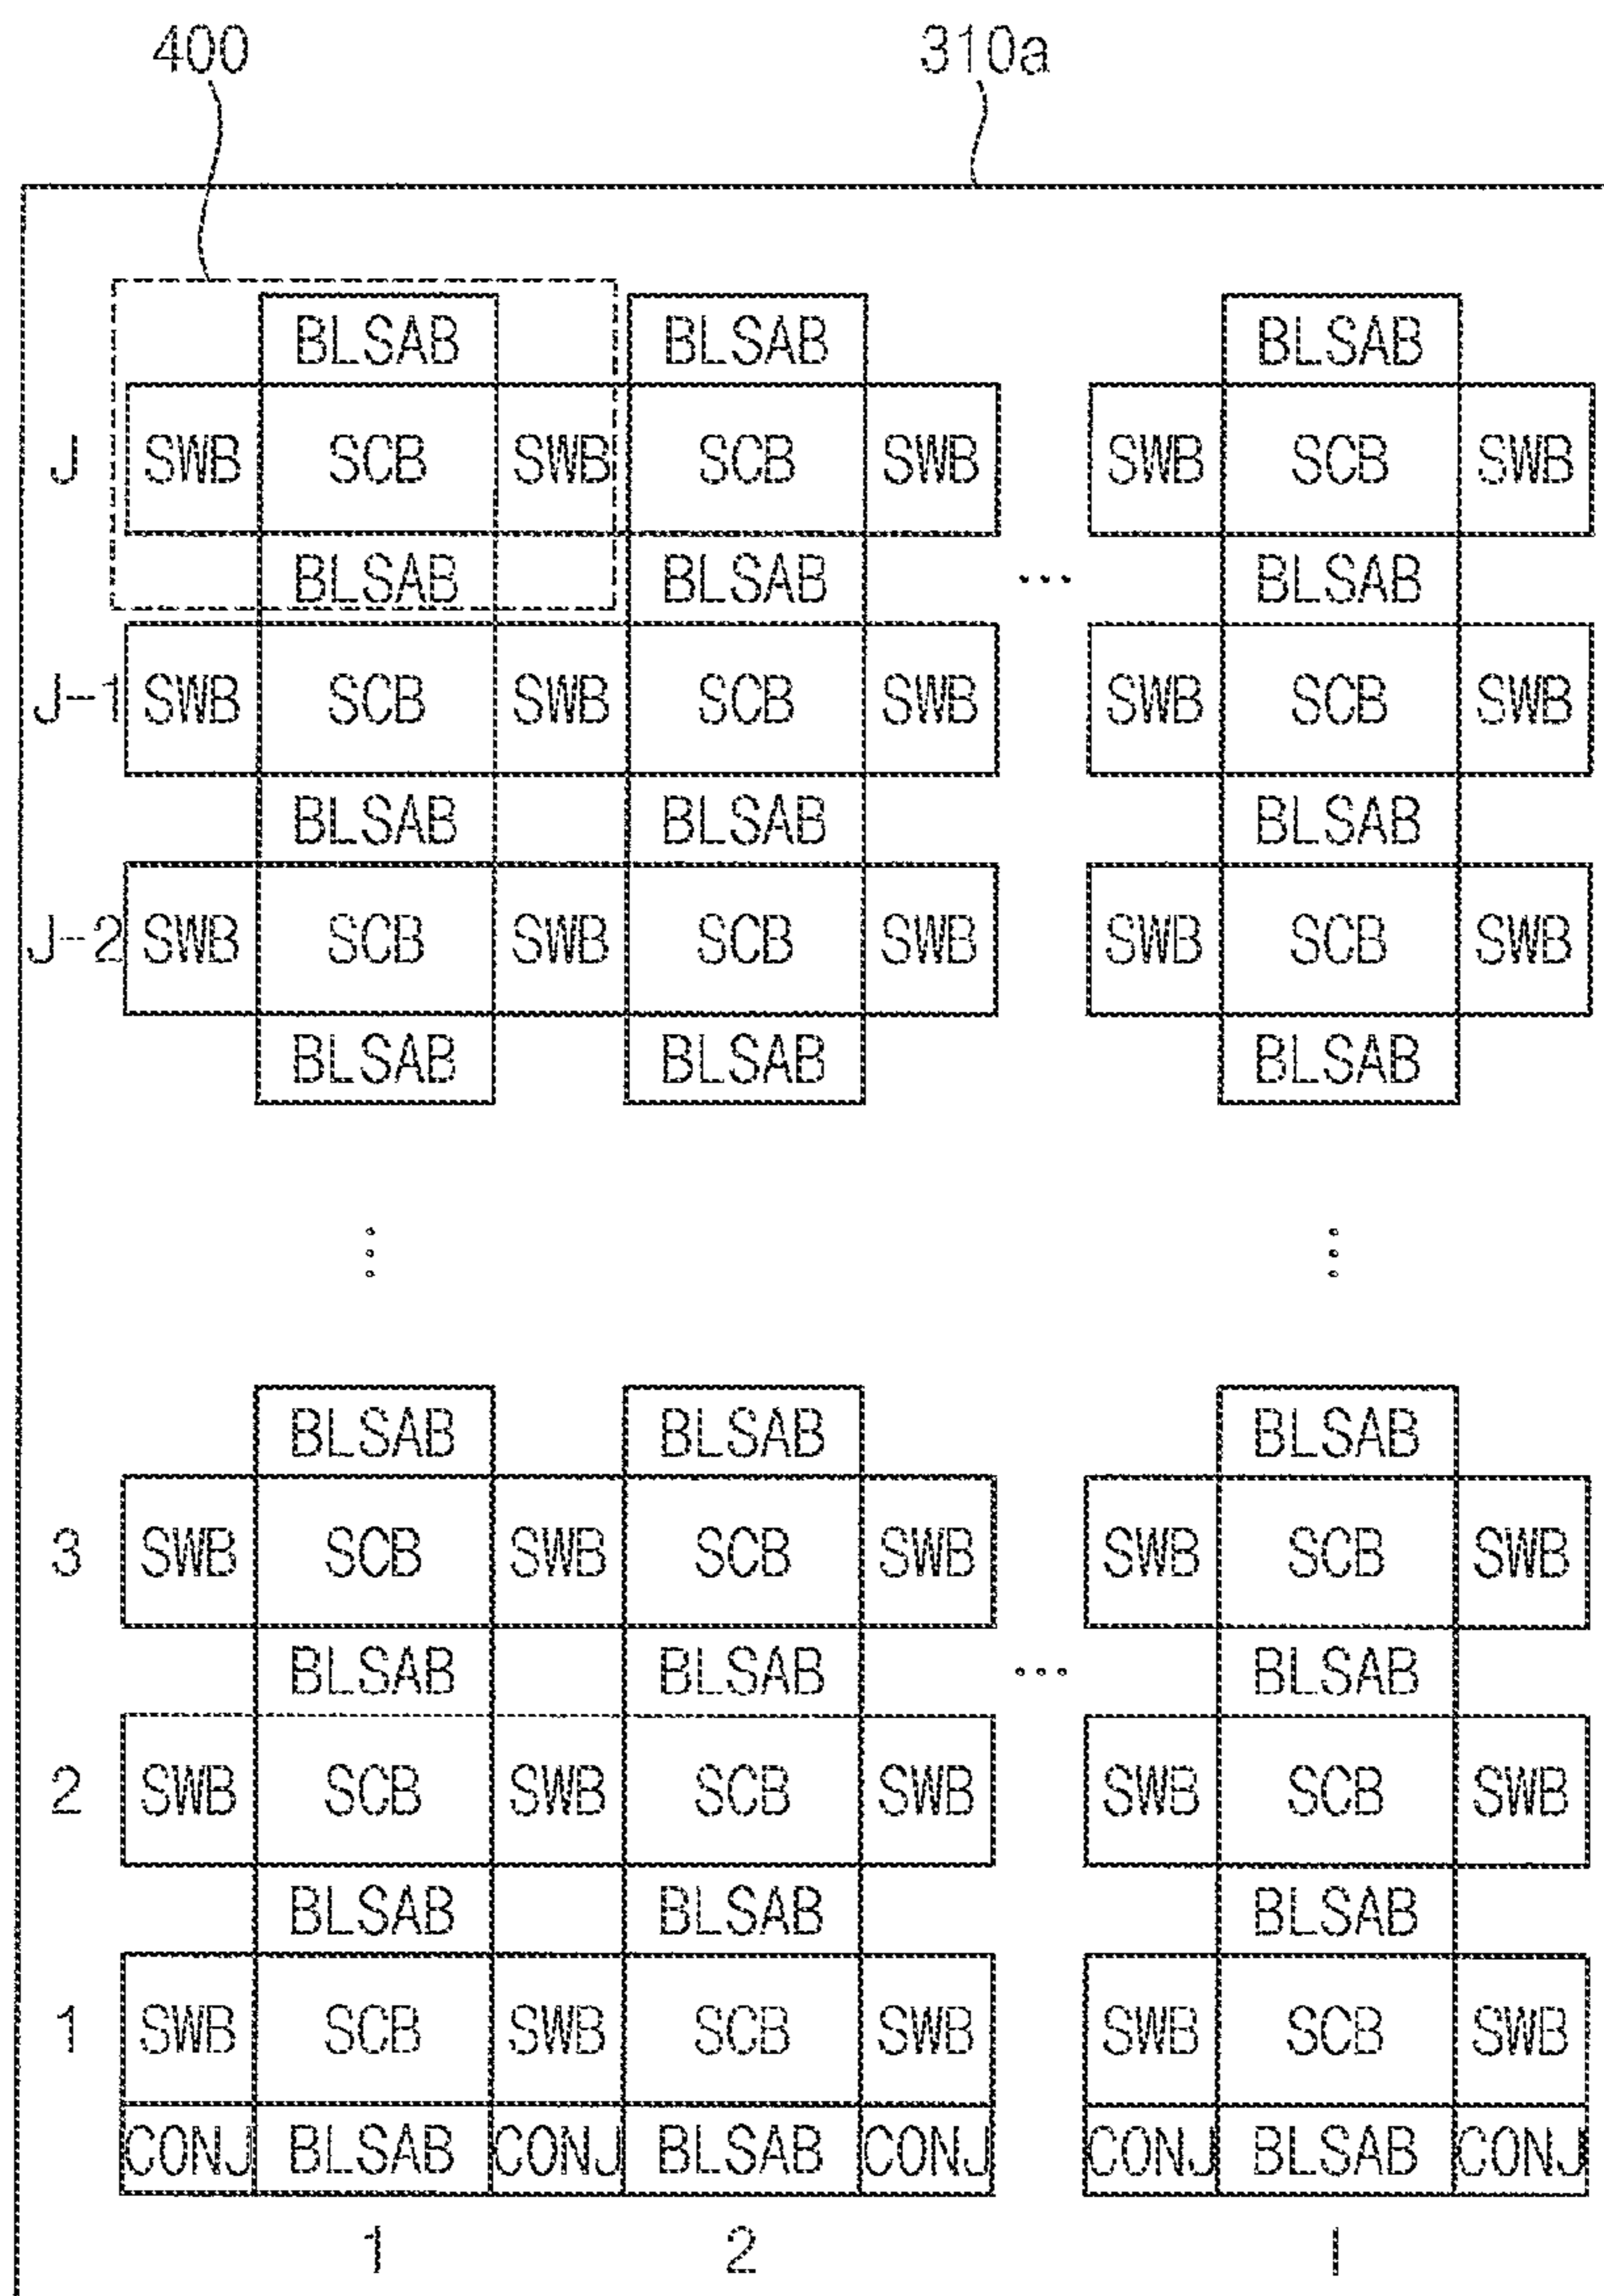 400 310a
BLSAB BLSAB BLSAB
J SWB SCB SWB SCB SWB SWB SCB SWB
BLSAB BLSAB ... BLSAB
J-1 SWB SCB SWB SCB SWB SWB SCB SWB
BLSAB BLSAB BLSAB
J-2 SWB SCB SWB SCB SWB SWB SCB SWB
BLSAB BLSAB BLSAB
BLSAB BLSAB BLSAB
3 SWB SCB SWB SCB SWB SWB SCB SWB
BLSAB BLSAB ... BLSAB
2 SWB SCB SWB SCB SWB SWB SCB SWB
BLSAB BLSAB BLSAB
1 SWB SCB SWB SCB SWB SWB SCB SWB
CONJ BLSAB CONJ BLSAB CONJ CONJ BLSAB CONJ
1 2 I